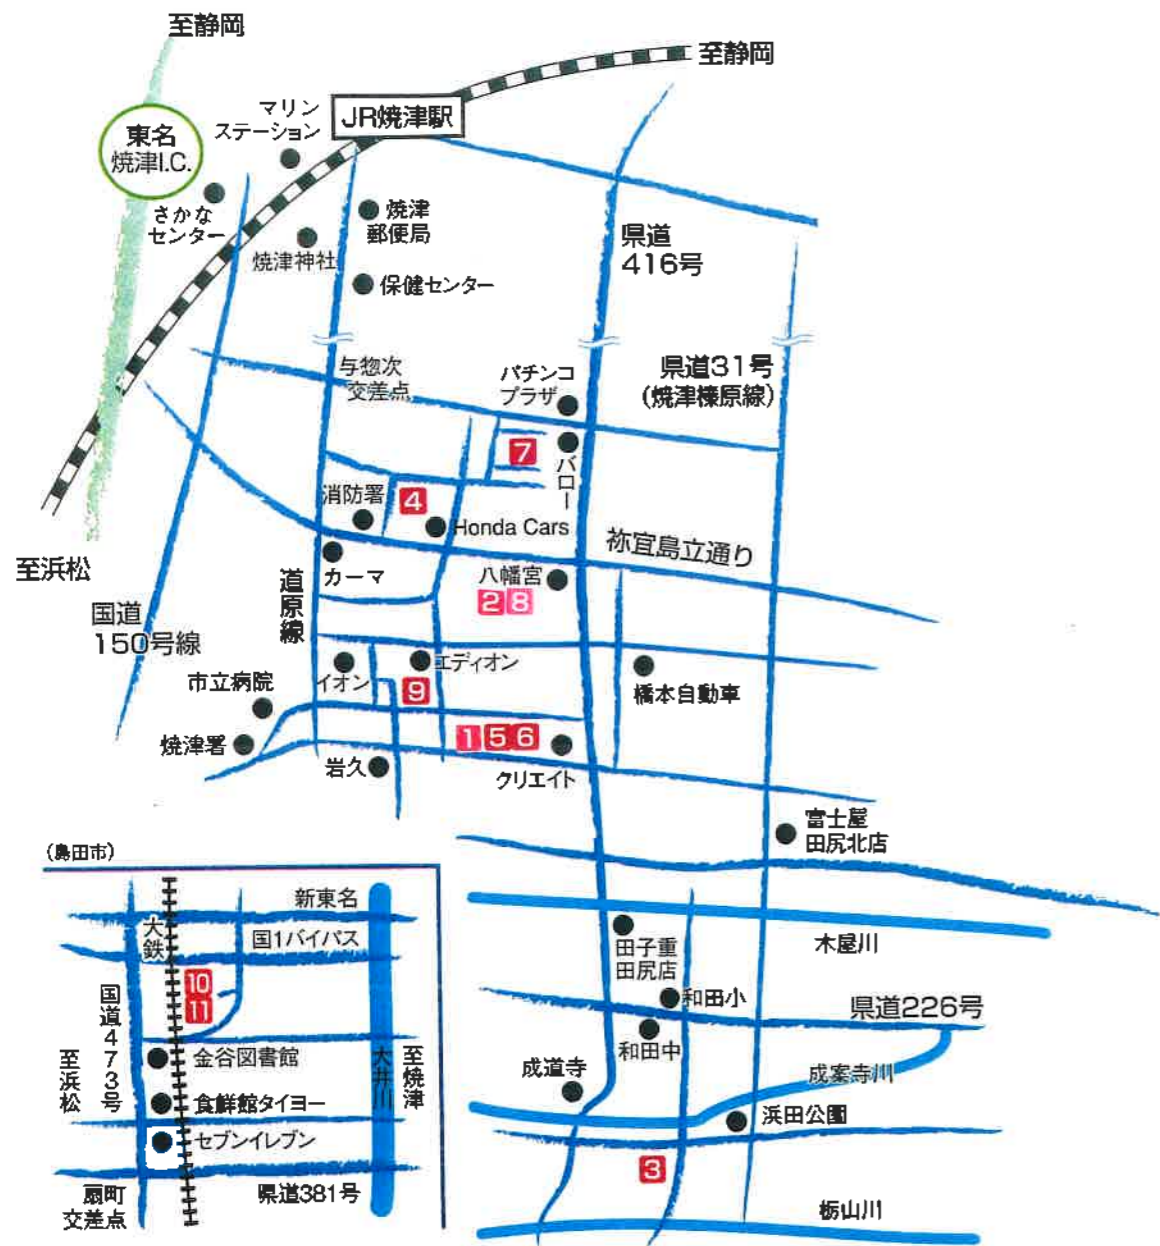 至静岡
至静岡
東名
焼津I.C.
マリン
ステーション
JR焼津駅
さかな
センター
焼津
郵便局
焼津神社
保健センター
県道
416号
与惣次
交差点
パチンコ
プラザ
県道31号
(焼津榛原線)
7
バロー
消防署
4
Honda Cars
祢宜島立通り
至浜松
カーマ
道原線
八幡宮
2 8
国道
150号線
市立病院
イオン
エディオン
9
橋本自動車
焼津署
1 5 6
岩久
クリエイト
富士屋
田尻北店
木屋川
田子重
田尻店
和田小
県道226号
和田中
成道寺
成案寺川
浜田公園
3
栃山川
(島田市)
新東名
大鉄
国1バイパス
10
11
国道473号
至浜松
金谷図書館
大井川
至焼津
食鮮館タイヨー
セブンイレブン
扇町
交差点
県道381号